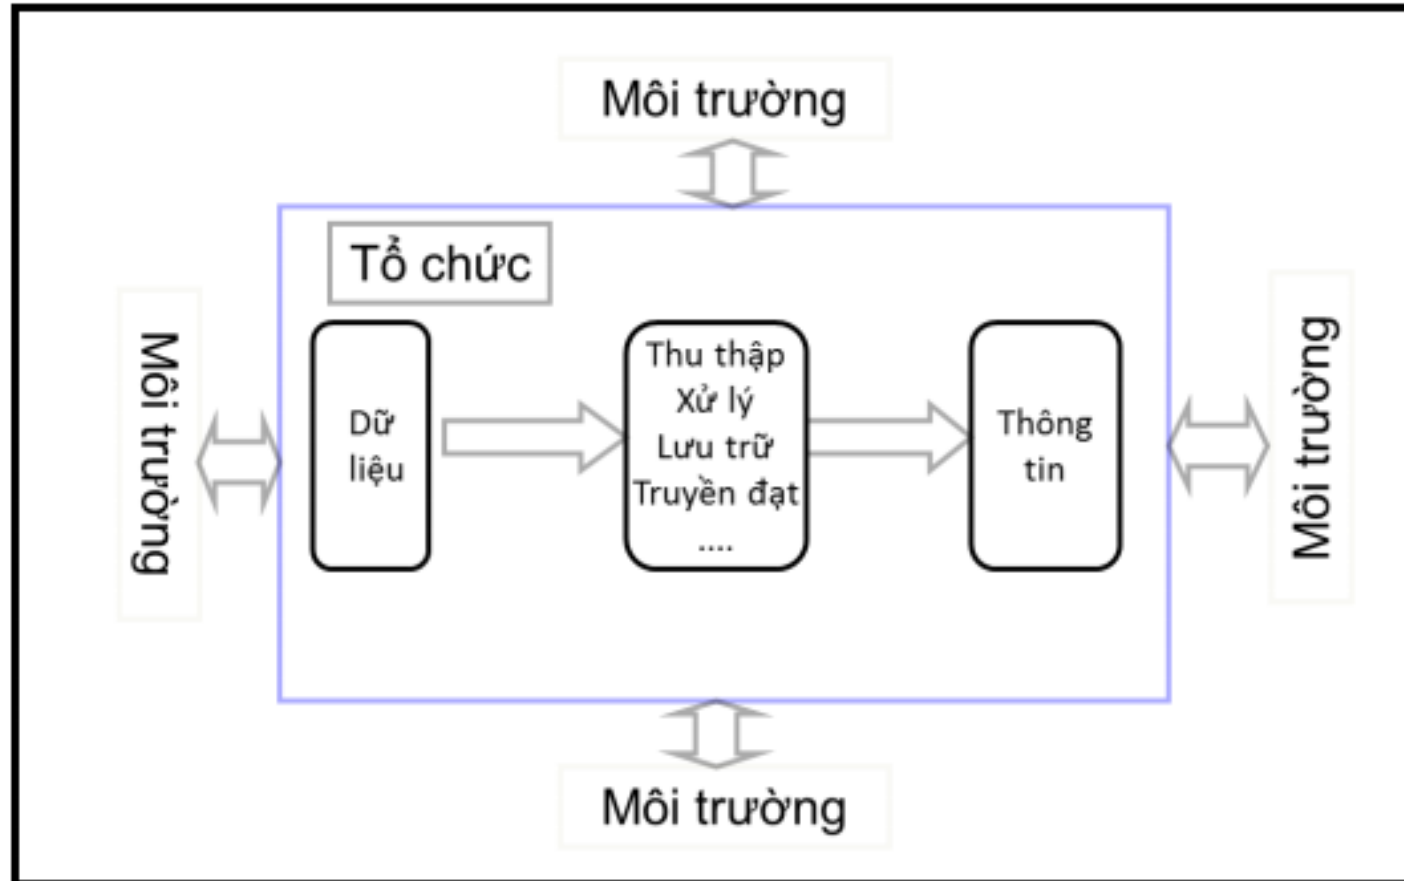 Môi trường
Tổ chức
Môi trường
Dữ
liệu
Thu thập
Xử lý
Lưu trữ
Truyền đạt
....
Thông
tin
Môi trường
Môi trường